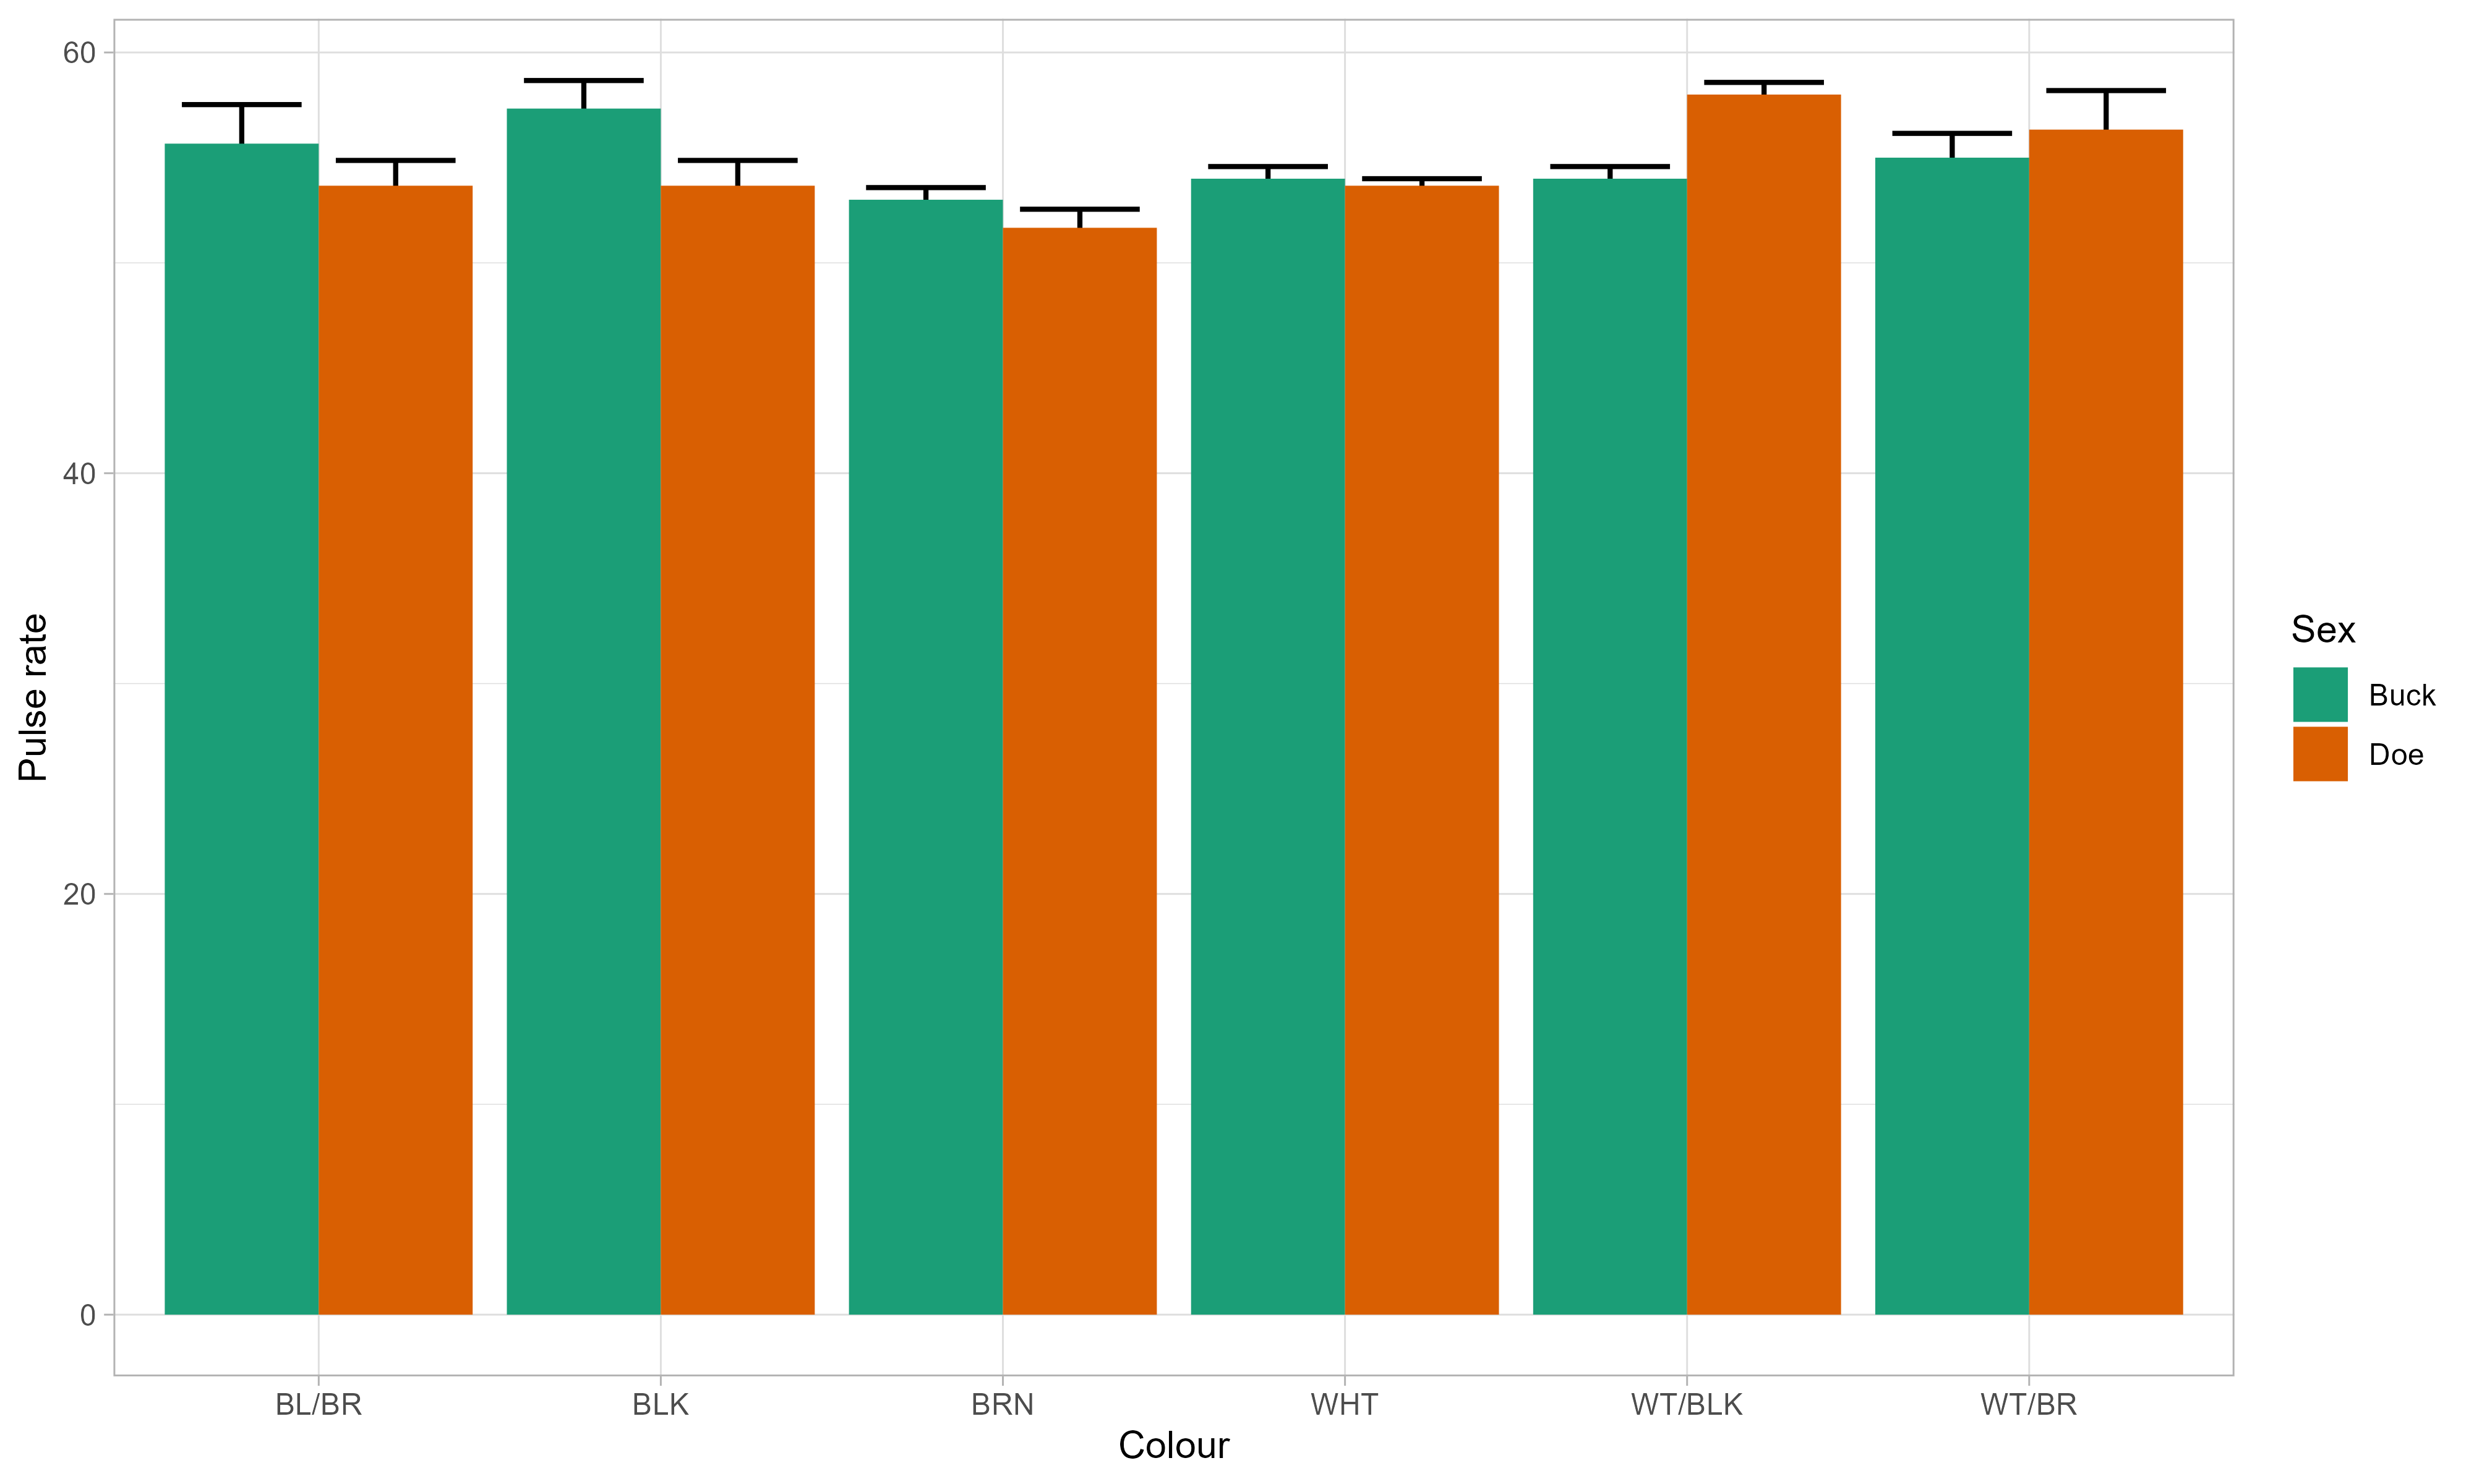 60
40
20
0
Pulse rate
BL/BR BLK BRN WHT WT/BLK WT/BR
Colour
Sex
Buck
Doe